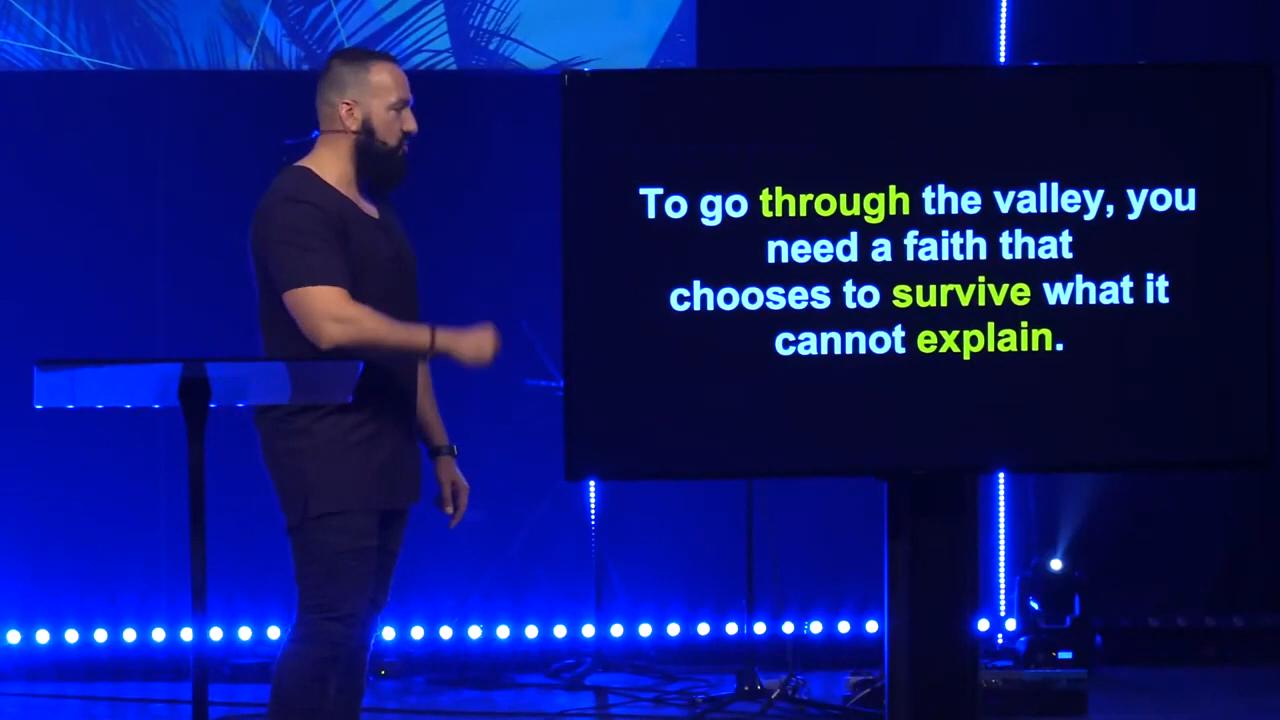 To go through the valley, you
need a faith that
chooses to survive what it
cannot explain.